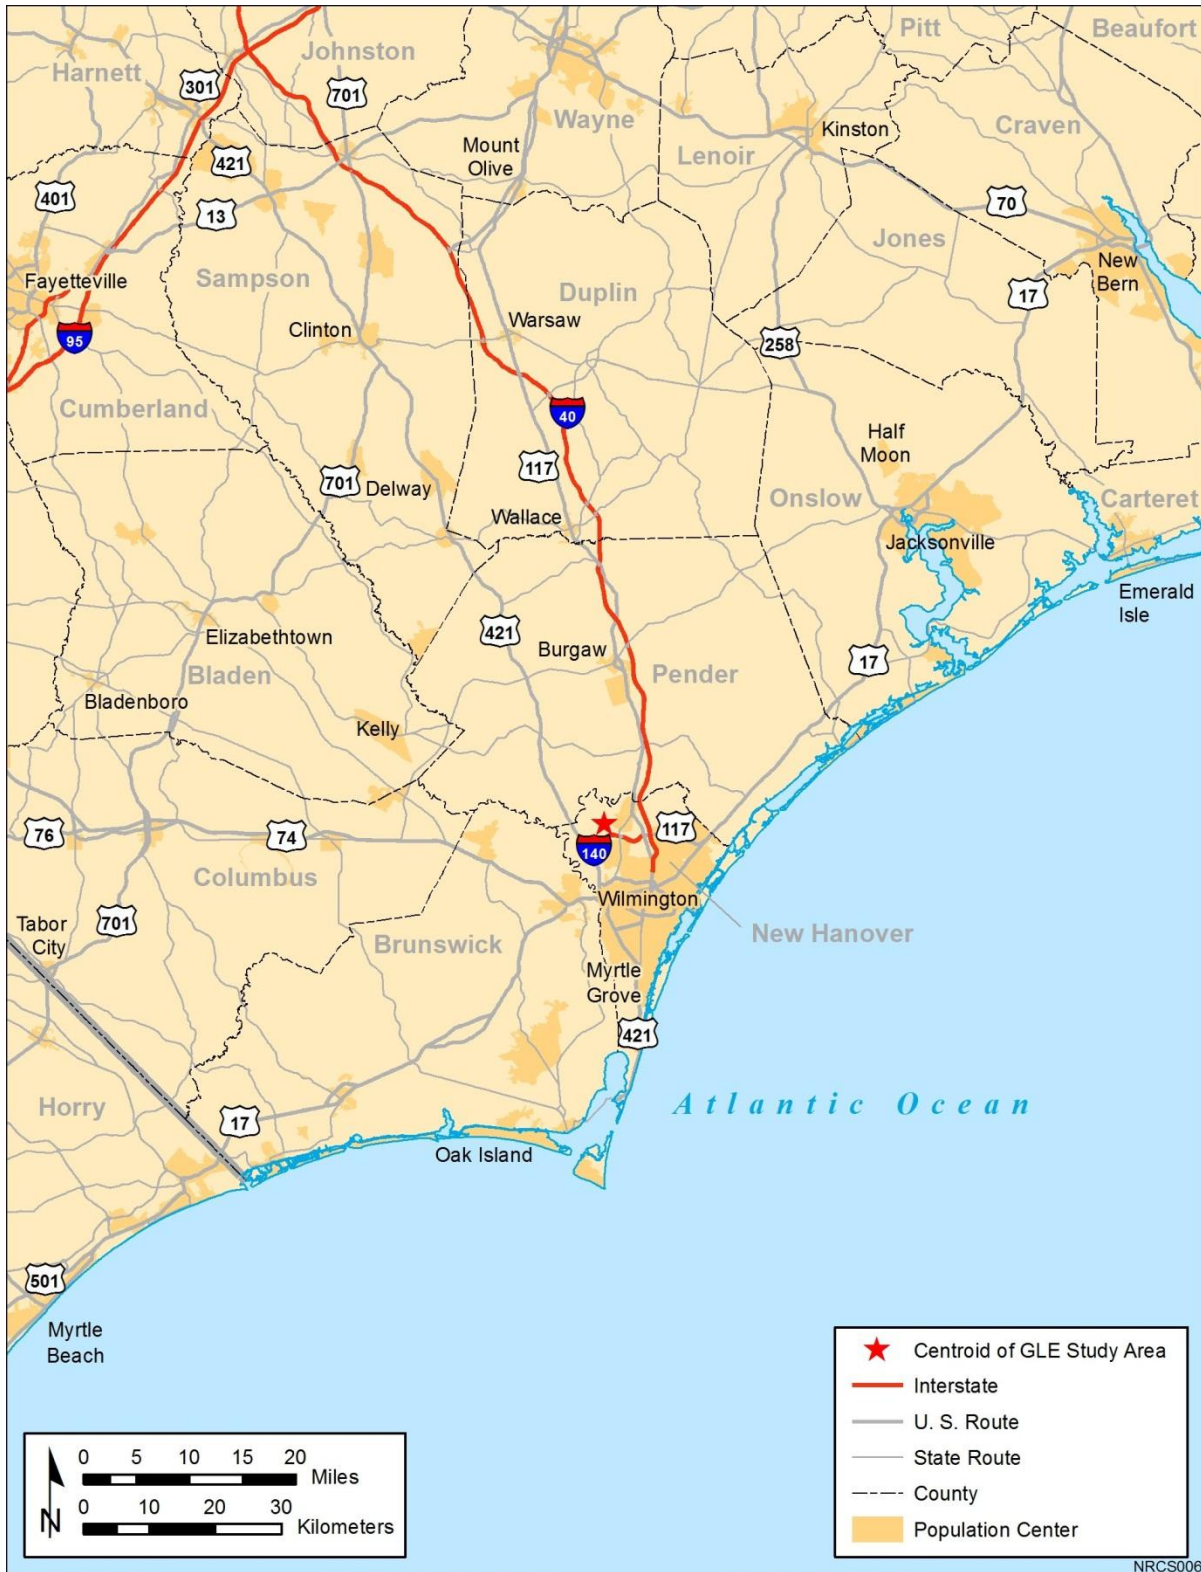 Harnett
301
Johnston
701
Pitt
Beaufort
Wayne
Kinston
Craven
Mount
Olive
Lenoir
421
401
13
70
Jones
New
Bern
Fayetteville
Sampson
Duplin
17
95
Clinton
Warsaw
258
Cumberland
40
Half
Moon
117
701
Delway
Onslow
Carteret
Wallace
Jacksonville
Emerald
Isle
Elizabethtown
421
Burgaw
17
Bladen
Pender
Bladenboro
Kelly
76
74
117
140
Columbus
Wilmington
Tabor
City
701
Brunswick
New Hanover
Myrtle
Grove
421
Horry
17
Atlantic Ocean
Oak Island
501
Myrtle
Beach
Centroid of GLE Study Area
Interstate
U. S. Route
State Route
County
Population Center
0 5 10 15 20
Miles
0 10 20 30
Kilometers
N
NRCS006